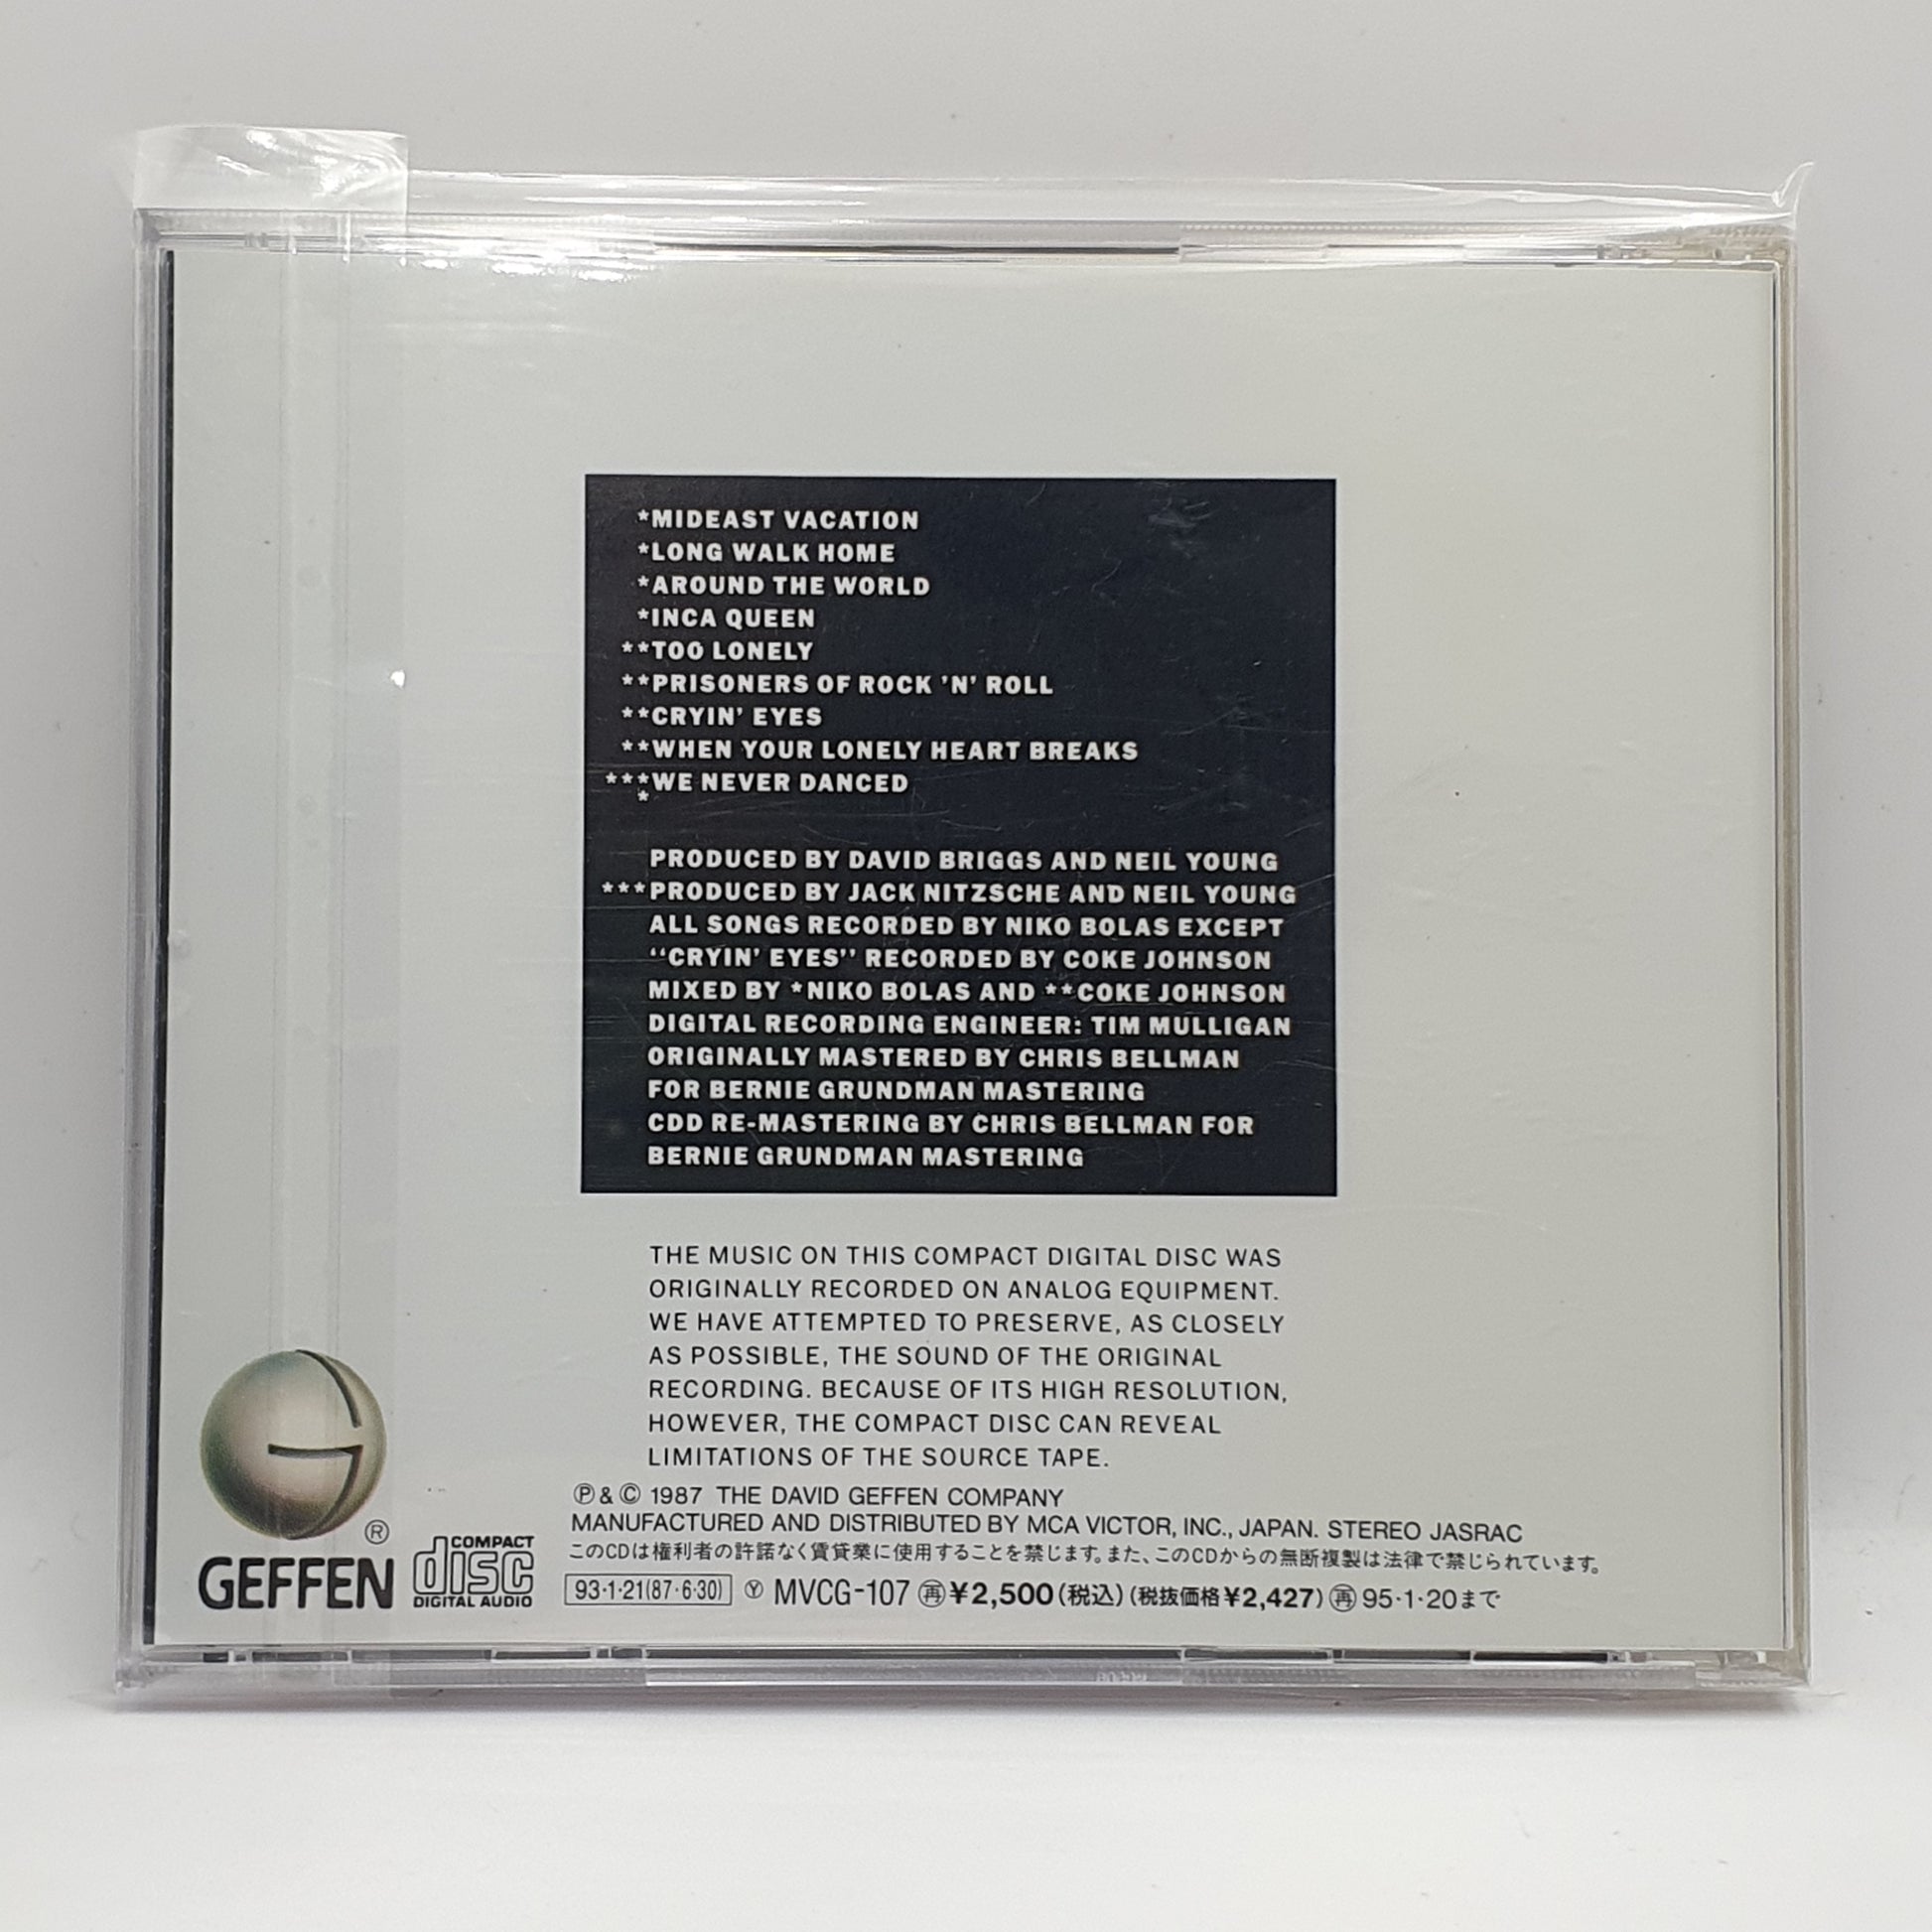 *MIDEAST VACATION
*LONG WALK HOME
*AROUND THE WORLD
*INCA QUEEN
**TOO LONELY
**PRISONERS OF ROCK 'N' ROLL
**CRYIN' EYES
**WHEN YOUR LONELY HEART BREAKS
***WE NEVER DANCED
*
PRODUCED BY DAVID BRIGGS AND NEIL YOUNG
***PRODUCED BY JACK NITZSCHE AND NEIL YOUNG
ALL SONGS RECORDED BY NIKO BOLAS EXCEPT
“CRYIN' EYES” RECORDED BY COKE JOHNSON
MIXED BY *NIKO BOLAS AND **COKE JOHNSON
DIGITAL RECORDING ENGINEER: TIM MULLIGAN
ORIGINALLY MASTERED BY CHRIS BELLMAN
FOR BERNIE GRUNDMAN MASTERING
CDD RE-MASTERING BY CHRIS BELLMAN FOR
BERNIE GRUNDMAN MASTERING
THE MUSIC ON THIS COMPACT DIGITAL DISC WAS
ORIGINALLY RECORDED ON ANALOG EQUIPMENT.
WE HAVE ATTEMPTED TO PRESERVE, AS CLOSELY
AS POSSIBLE, THE SOUND OF THE ORIGINAL
RECORDING. BECAUSE OF ITS HIGH RESOLUTION,
HOWEVER, THE COMPACT DISC CAN REVEAL
LIMITATIONS OF THE SOURCE TAPE.
Ⓟ & © 1987 THE DAVID GEFFEN COMPANY
MANUFACTURED AND DISTRIBUTED BY MCA VICTOR, INC., JAPAN. STEREO JASRAC
このCDは権利者の許諾なく賃貸業に使用することを禁じます。また、このCDからの無断複製は法律で禁じられています。
93·1·21(87·6·30) Ⓨ MVCG-107 ㊢¥2,500(税込)(税抜価格¥2,427)再 95·1·20まで
®
GEFFEN
COMPACT
disc
DIGITAL AUDIO